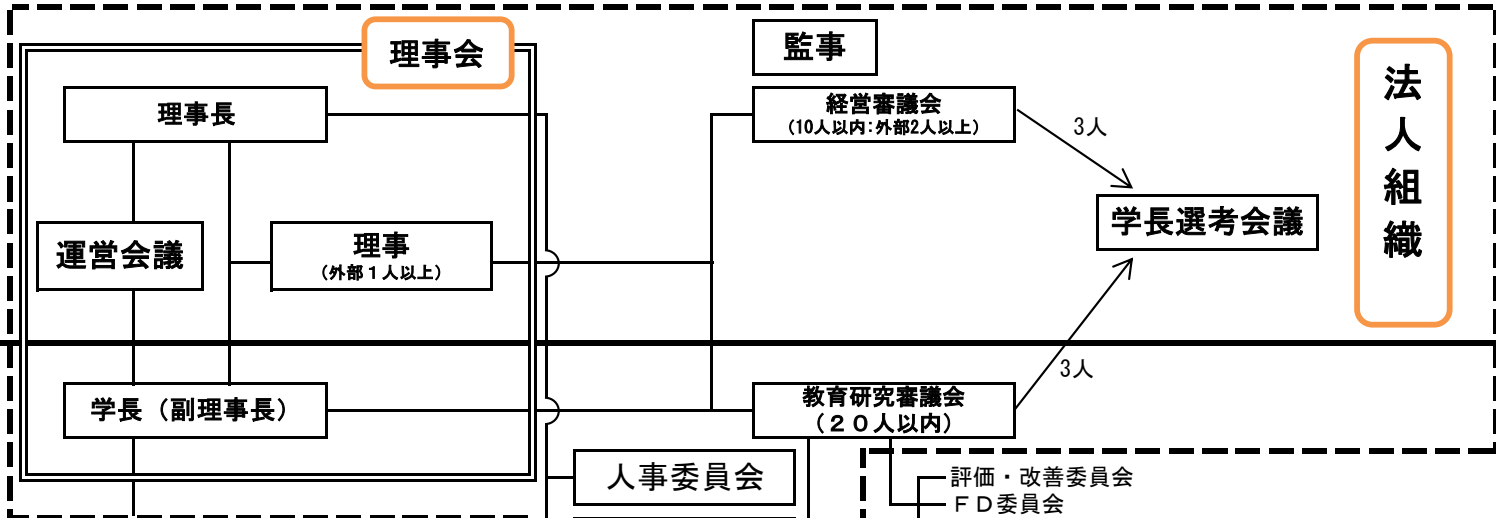 理事会
監事
法人組織
理事長
経営審議会
(10人以内:外部2人以上)
3人
学長選考会議
運営会議
理事
(外部1人以上)
3人
学長(副理事長)
教育研究審議会
(20人以内)
人事委員会
評価・改善委員会
FD委員会